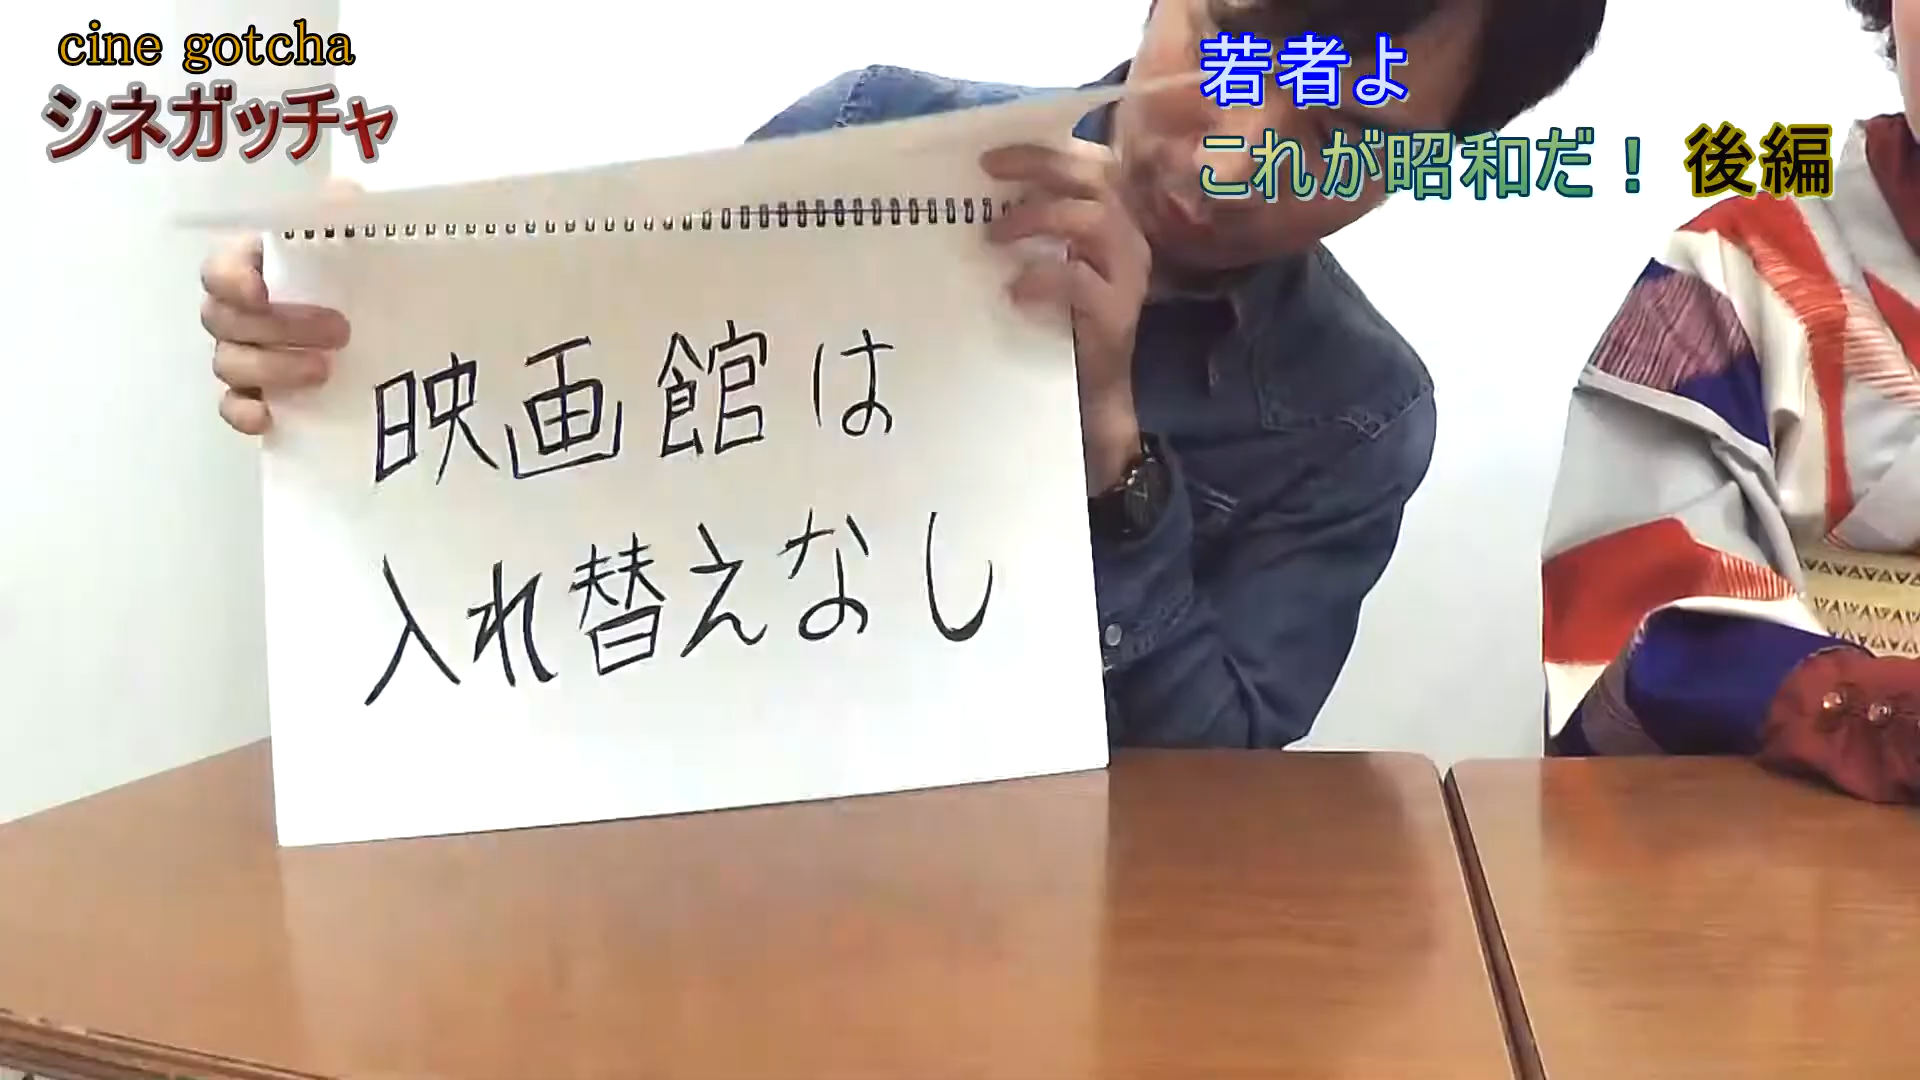 cine gotcha
シネガッチャ
若者よ
これが昭和だ！ 後編
映画館は
入れ替えなし